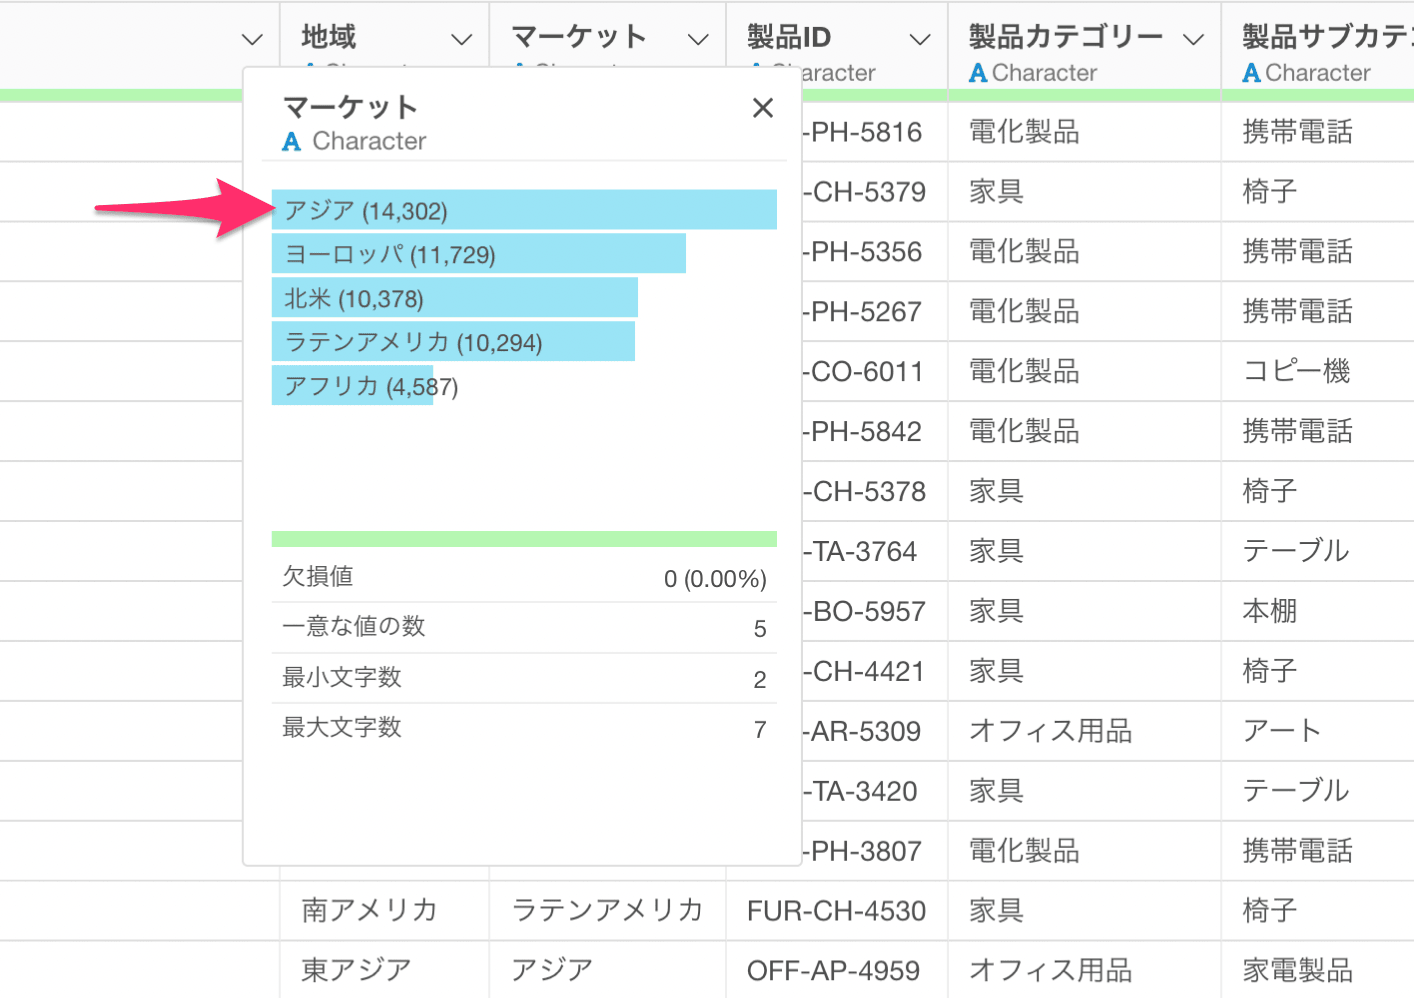 地域
マーケット
製品ID
製品カテゴリー
製品サブカテ
Character
Character
マーケット
Character
アジア (14,302)
ヨーロッパ (11,729)
北米 (10,378)
ラテンアメリカ (10,294)
アフリカ (4,587)
欠損値 0 (0.00%)
一意な値の数 5
最小文字数 2
最大文字数 7
aracter
-PH-5816 電化製品 携帯電話
-CH-5379 家具 椅子
-PH-5356 電化製品 携帯電話
-PH-5267 電化製品 携帯電話
-CO-6011 電化製品 コピー機
-PH-5842 電化製品 携帯電話
-CH-5378 家具 椅子
-TA-3764 家具 テーブル
-BO-5957 家具 本棚
-CH-4421 家具 椅子
-AR-5309 オフィス用品 アート
-TA-3420 家具 テーブル
-PH-3807 電化製品 携帯電話
南アメリカ ラテンアメリカ FUR-CH-4530 家具 椅子
東アジア アジア OFF-AP-4959 オフィス用品 家電製品